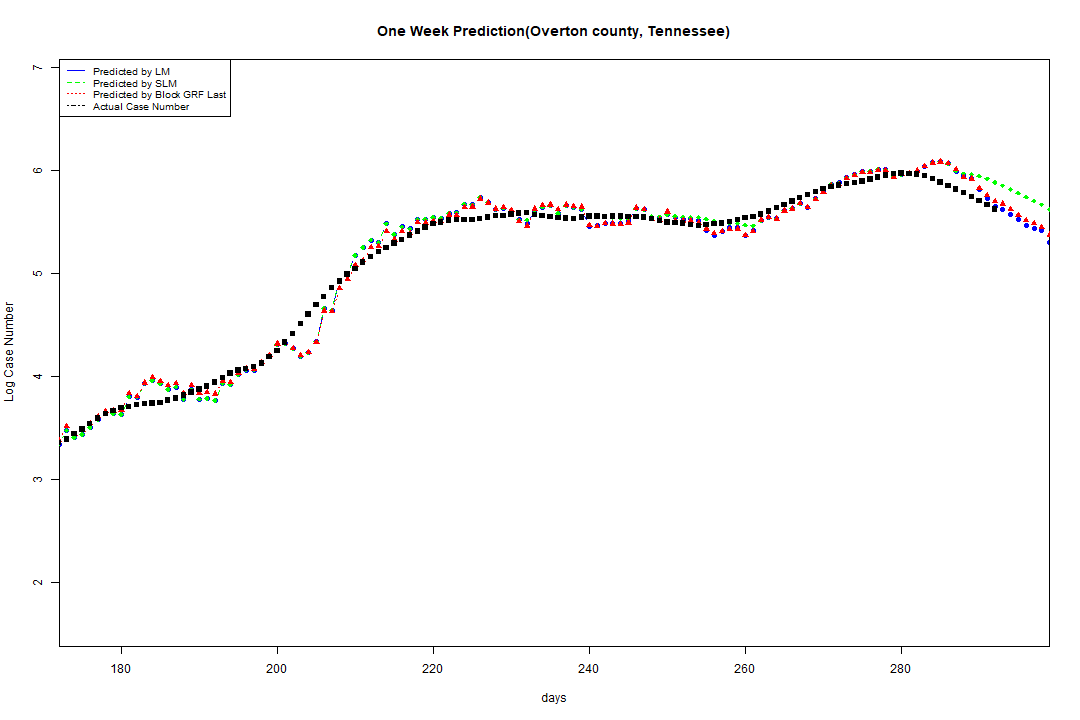 One Week Prediction(Overton county, Tennessee)
Predicted by LM
Predicted by SLM
Predicted by Block GRF Last
Actual Case Number
7
6
5
4
3
2
Log Case Number
180 200 220 240 260 280
days